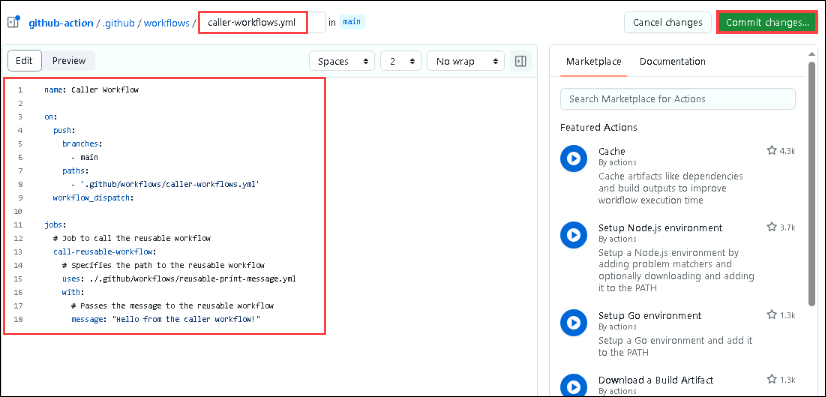 github-action / .github / workflows / caller-workflows.yml in main
Cancel changes
Commit changes...
Edit
Preview
Spaces
2
No wrap
1 name: Caller Workflow
2
3 on:
4   push:
5     branches:
6       - main
7     paths:
8       - '.github/workflows/caller-workflows.yml'
9   workflow_dispatch:
10
11 jobs:
12   # Job to call the reusable workflow
13   call-reusable-workflow:
14     # Specifies the path to the reusable workflow
15     uses: ./.github/workflows/reusable-print-message.yml
16     with:
17       # Passes the message to the reusable workflow
18       message: "Hello from the caller workflow!"
Marketplace
Documentation
Search Marketplace for Actions
Featured Actions
Cache
4.3k
By actions
Cache artifacts like dependencies
and build outputs to improve
workflow execution time
Setup Node.js environment
3.7k
By actions
Setup a Node.js environment by
adding problem matchers and
optionally downloading and adding
it to the PATH
Setup Go environment
1.3k
By actions
Setup a Go environment and add it
to the PATH
Download a Build Artifact
1.3k
By actions